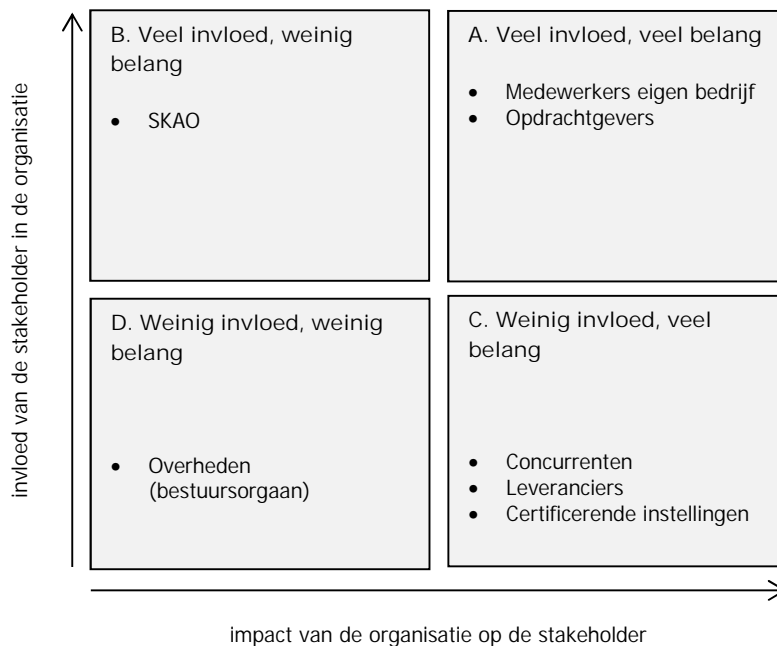 B. Veel invloed, weinig
belang
• SKAO
A. Veel invloed, veel belang
• Medewerkers eigen bedrijf
• Opdrachtgevers
D. Weinig invloed, weinig
belang
• Overheden
(bestuursorgaan)
C. Weinig invloed, veel
belang
• Concurrenten
• Leveranciers
• Certificerende instellingen
invloed van de stakeholder in de organisatie
impact van de organisatie op de stakeholder